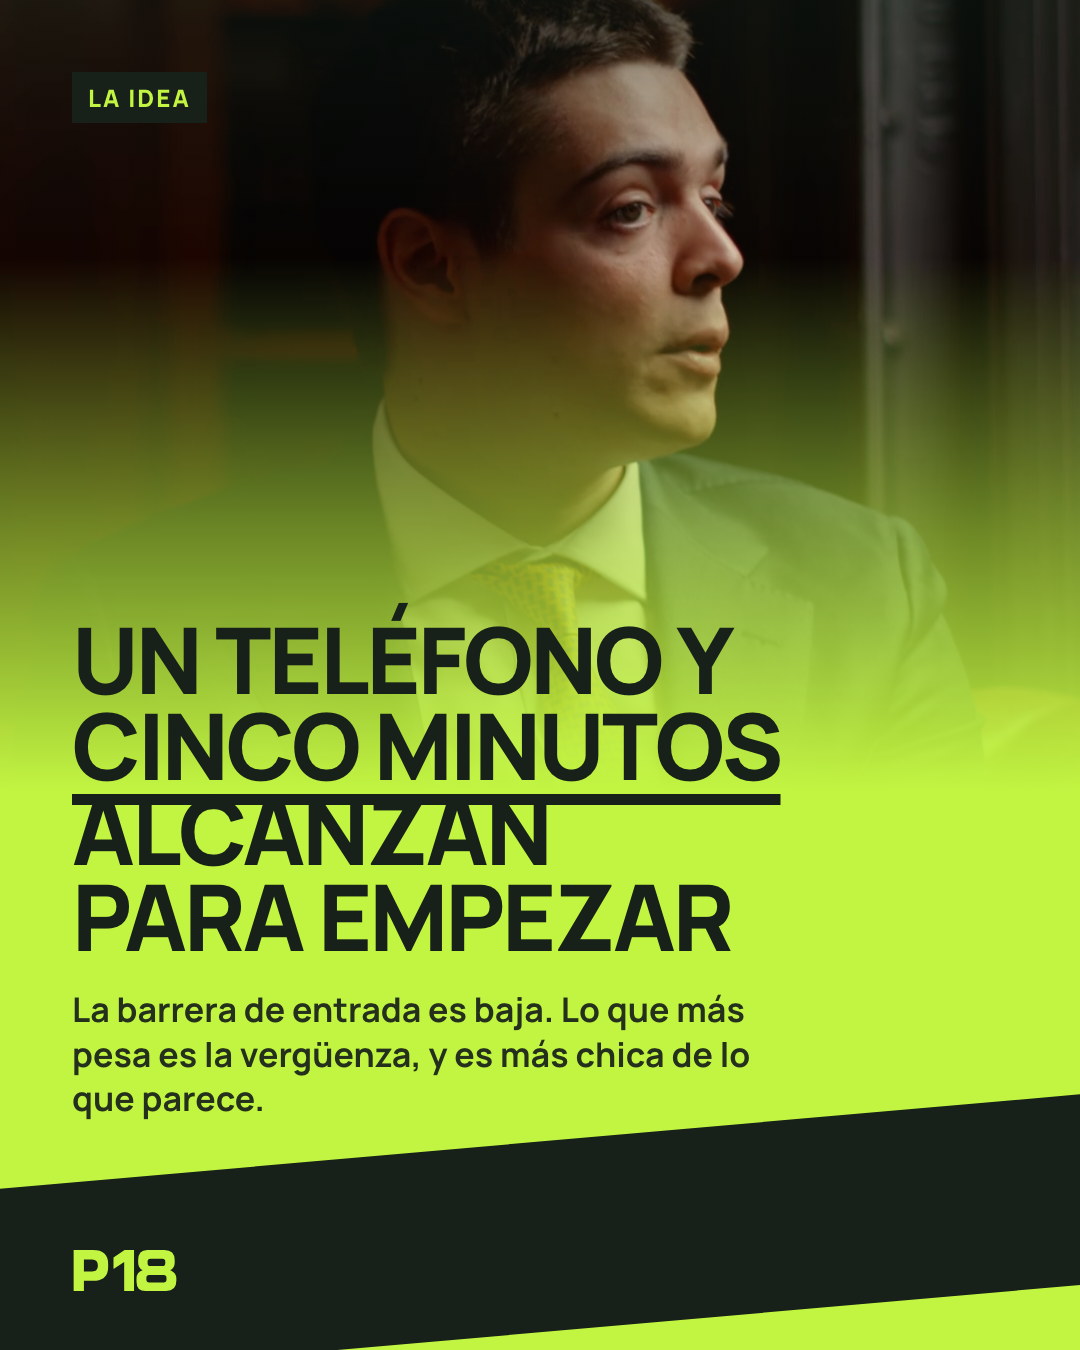 LA IDEA
UN TELÉFONO Y
CINCO MINUTOS
ALCANZAN
PARA EMPEZAR
La barrera de entrada es baja. Lo que más
pesa es la vergüenza, y es más chica de lo
que parece.
P18